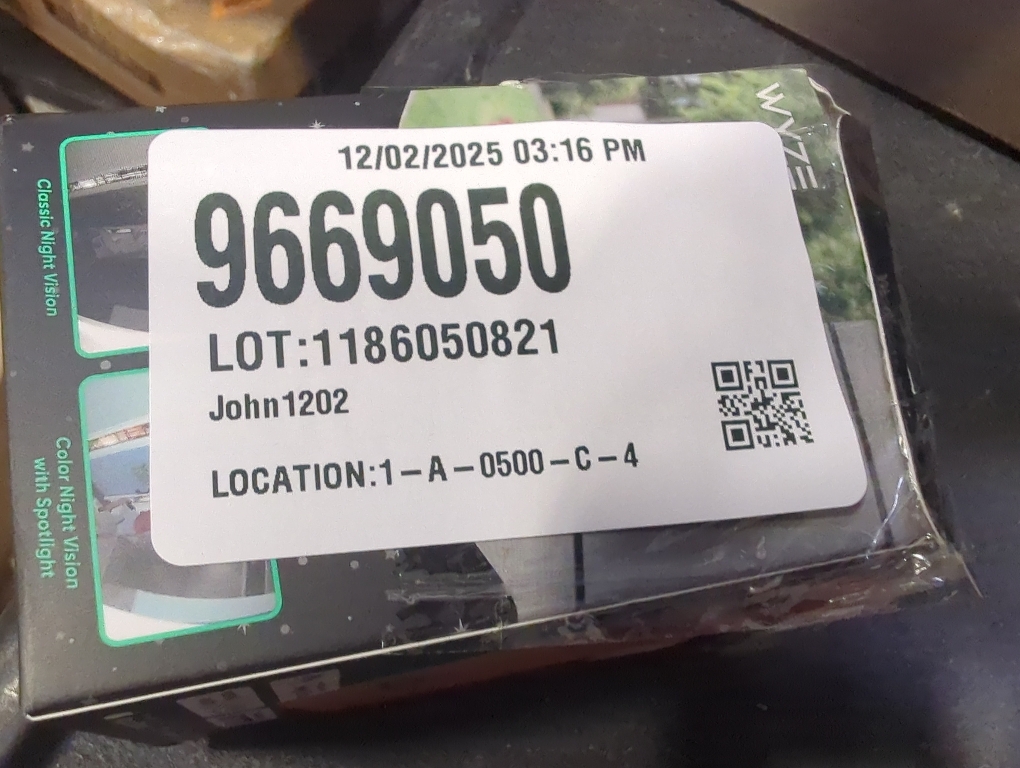 WYZE
12/02/2025 03:16 PM
9669050
LOT:1186050821
John1202
LOCATION:1-A-0500-C-4
Classic Night Vision
Color Night Vision
with Spotlight